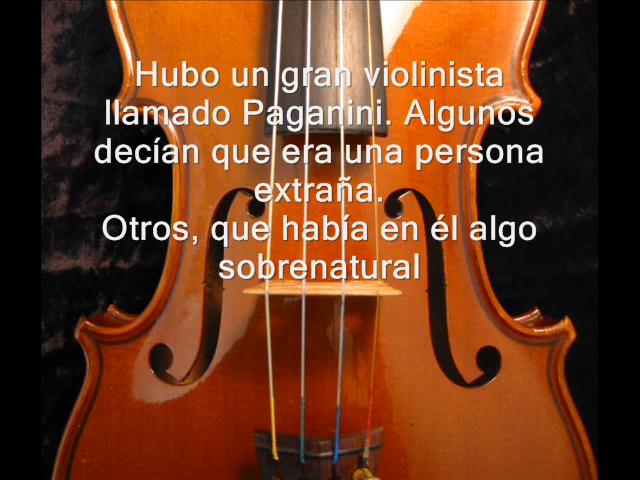 Hubo un gran violinista
llamado Paganini. Algunos
decían que era una persona
extraña.
Otros, que había en él algo
sobrenatural